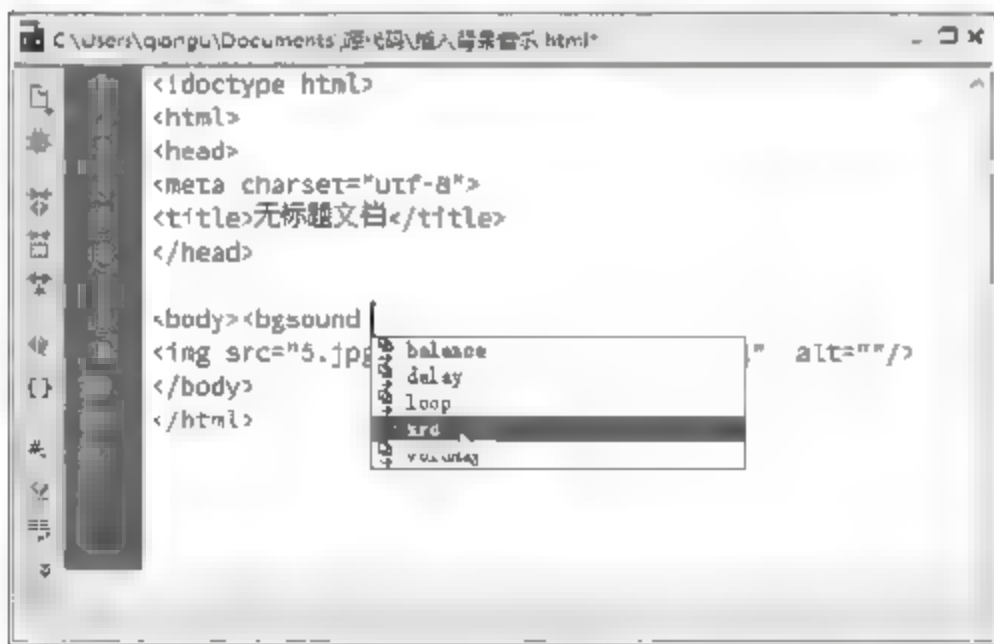 C:\Users\qiongpu\Documents\源代码\插入背景音乐.html*
<!doctype html>
<html>
<head>
<meta charset="utf-8">
<title>无标题文档</title>
</head>
<body><bgsound
<img src="5.jpg " alt=""/>
balance
delay
loop
src
volume
</body>
</html>